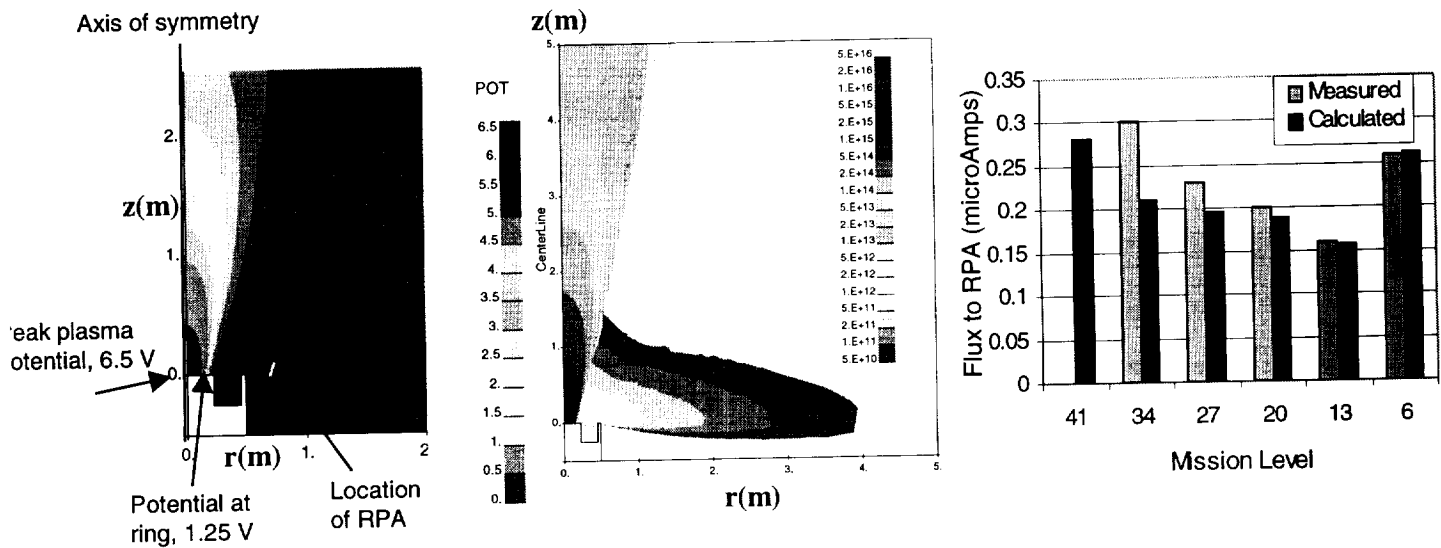 Axis of symmetry
2.
z(m)
1.
eak plasma
otential, 6.5 V
0.
0.
1.
2
r(m)
Potential at
ring, 1.25 V
Location
of RPA
POT
6.5
6.
5.5
5.
4.5
4.
3.5
3.
2.5
2.
1.5
1.
0.5
0.
z(m)
5.
4.
3.
2.
1.
0.
CenterLine
0.
1.
2.
3.
4.
5.
r(m)
5.E+16
2.E+16
1.E+16
5.E+15
2.E+15
1.E+15
5.E+14
2.E+14
1.E+14
5.E+13
2.E+13
1.E+13
5.E+12
2.E+12
1.E+12
5.E+11
2.E+11
1.E+11
5.E+10
Measured
Calculated
Flux to RPA (microAmps)
0.35
0.3
0.25
0.2
0.15
0.1
0.05
0
41
34
27
20
13
6
Mission Level